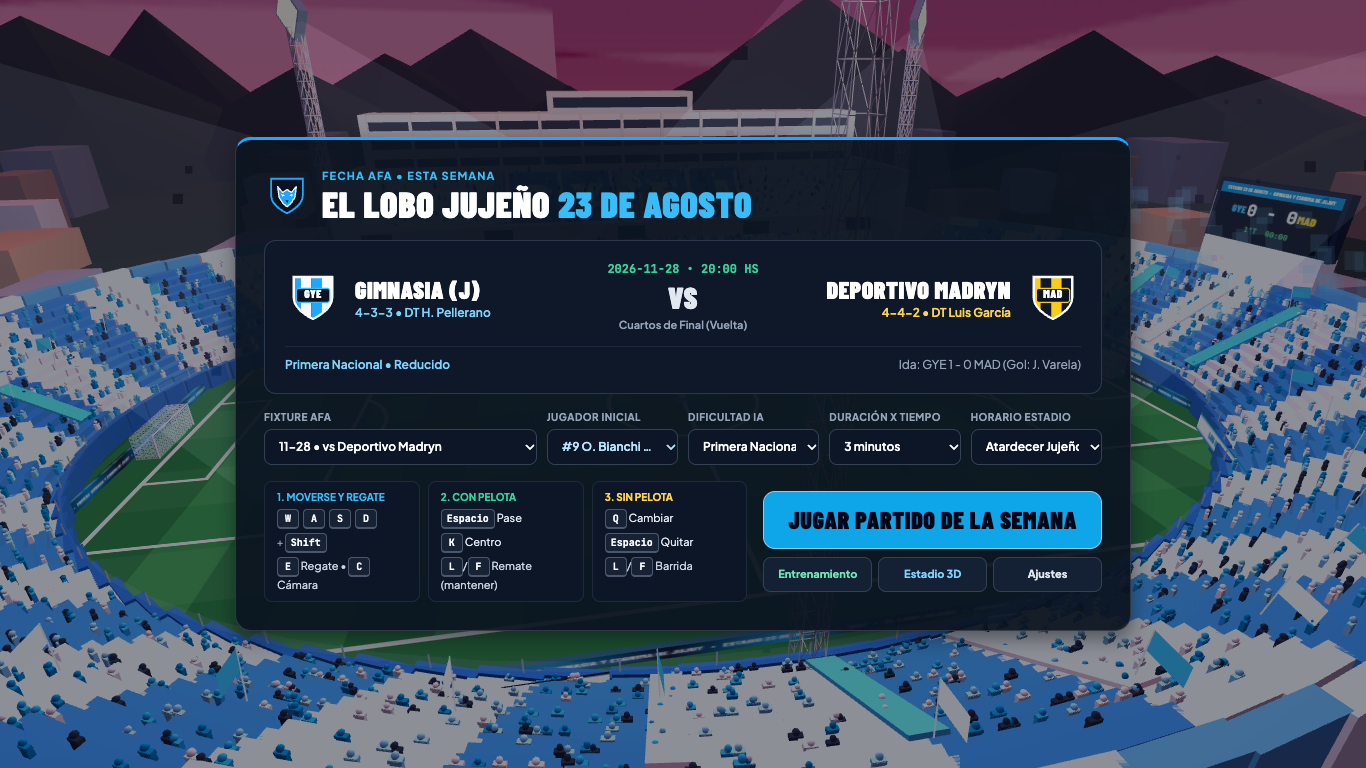 FECHA AFA • ESTA SEMANA
EL LOBO JUJEÑO 23 DE AGOSTO
2026-11-28 • 20:00 HS
GYE GIMNASIA (J) VS DEPORTIVO MADRYN MAD
4-3-3 • DT H. Pellerano
4-4-2 • DT Luis García
Cuartos de Final (Vuelta)
Primera Nacional • Reducido
Ida: GYE 1 - 0 MAD (Gol: J. Varela)
FIXTURE AFA
JUGADOR INICIAL
DIFICULTAD IA
DURACIÓN X TIEMPO
HORARIO ESTADIO
11-28 • vs Deportivo Madryn
#9 O. Bianchi ...
Primera Naciona
3 minutos
Atardecer Jujeñc
1. MOVERSE Y REGATE
W A S D
+ Shift
E Regate • C
Cámara
2. CON PELOTA
Espacio Pase
K Centro
L / F Remate
(mantener)
3. SIN PELOTA
Q Cambiar
Espacio Quitar
L / F Barrida
JUGAR PARTIDO DE LA SEMANA
Entrenamiento
Estadio 3D
Ajustes
GYE 0 - 0 MAD
1°T 00:00